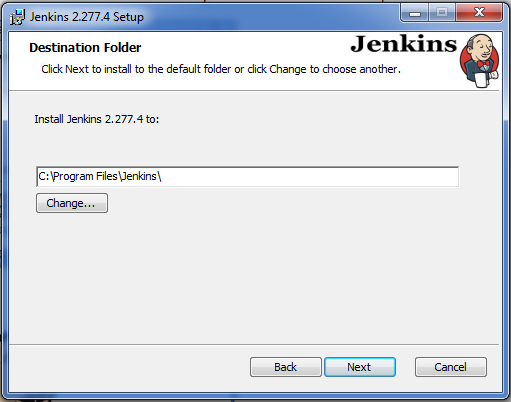 Jenkins 2.277.4 Setup
Destination Folder
Jenkins
Click Next to install to the default folder or click Change to choose another.
Install Jenkins 2.277.4 to:
C:\Program Files\Jenkins\
Change...
Back
Next
Cancel